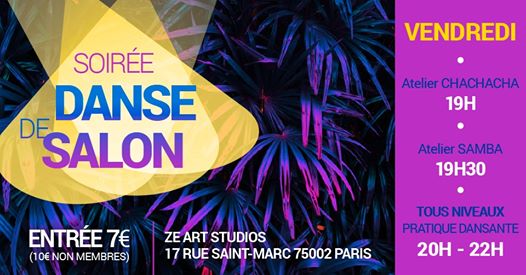 SOIRÉE
DANSE
DE
SALON
ENTRÉE 7€
(10€ NON MEMBRES)
ZE ART STUDIOS
17 RUE SAINT-MARC 75002 PARIS
VENDREDI
Atelier CHACHACHA
19H
Atelier SAMBA
19H30
TOUS NIVEAUX
PRATIQUE DANSANTE
20H - 22H